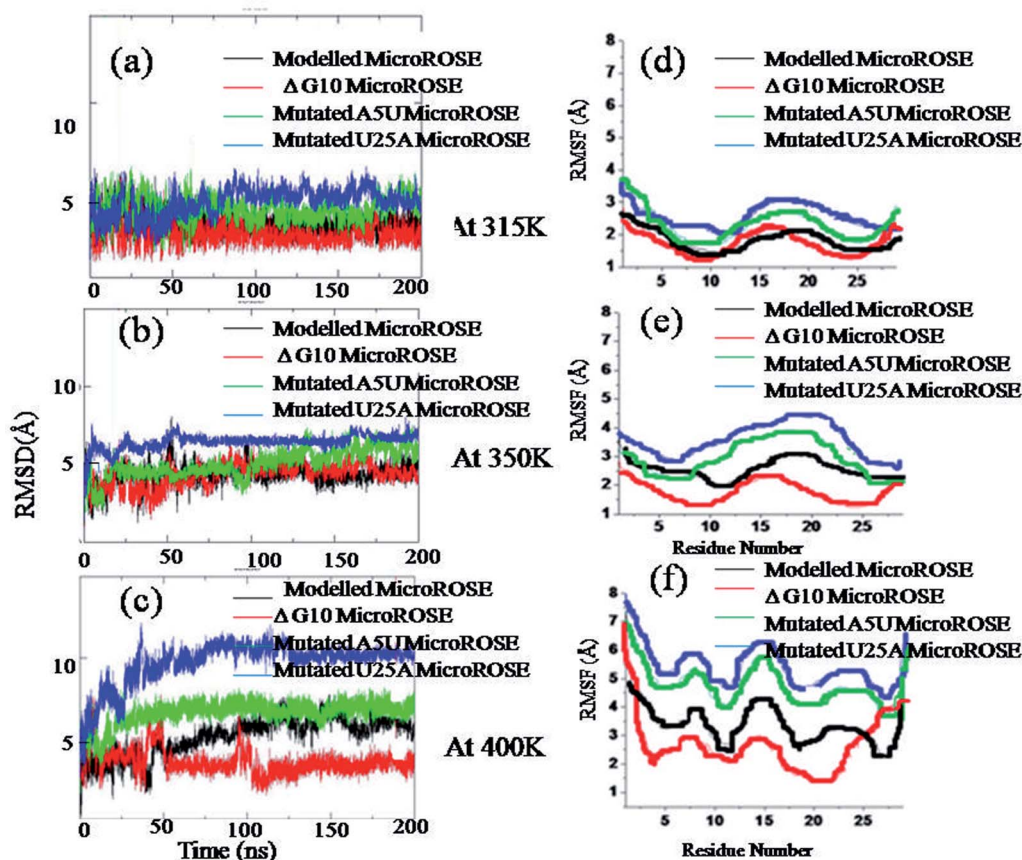 (a)
Modelled MicroROSE
Δ G10 MicroROSE
Mutated A5U MicroROSE
Mutated U25A MicroROSE
10
5
0 50 100 150 200
At 315K
(d)
Modelled MicroROSE
Δ G10 MicroROSE
Mutated A5U MicroROSE
Mutated U25A MicroROSE
RMSF (Å)
8
7
6
5
4
3
2
1
5 10 15 20 25
(b)
Modelled MicroROSE
Δ G10 MicroROSE
Mutated A5U MicroROSE
Mutated U25A MicroROSE
10
5
RMSD(Å)
0 50 100 150 200
At 350K
(e)
Modelled MicroROSE
Δ G10 MicroROSE
Mutated A5U MicroROSE
Mutated U25A MicroROSE
RMSF (Å)
8
7
6
5
4
3
2
1
5 10 15 20 25
Residue Number
(c)
Modelled MicroROSE
Δ G10 MicroROSE
Mutated A5U MicroROSE
Mutated U25A MicroROSE
10
5
0 50 100 150 200
Time (ns)
At 400K
(f)
Modelled MicroROSE
Δ G10 MicroROSE
Mutated A5U MicroROSE
Mutated U25A MicroROSE
RMSF (Å)
8
7
6
5
4
3
2
1
5 10 15 20 25
Residue Number